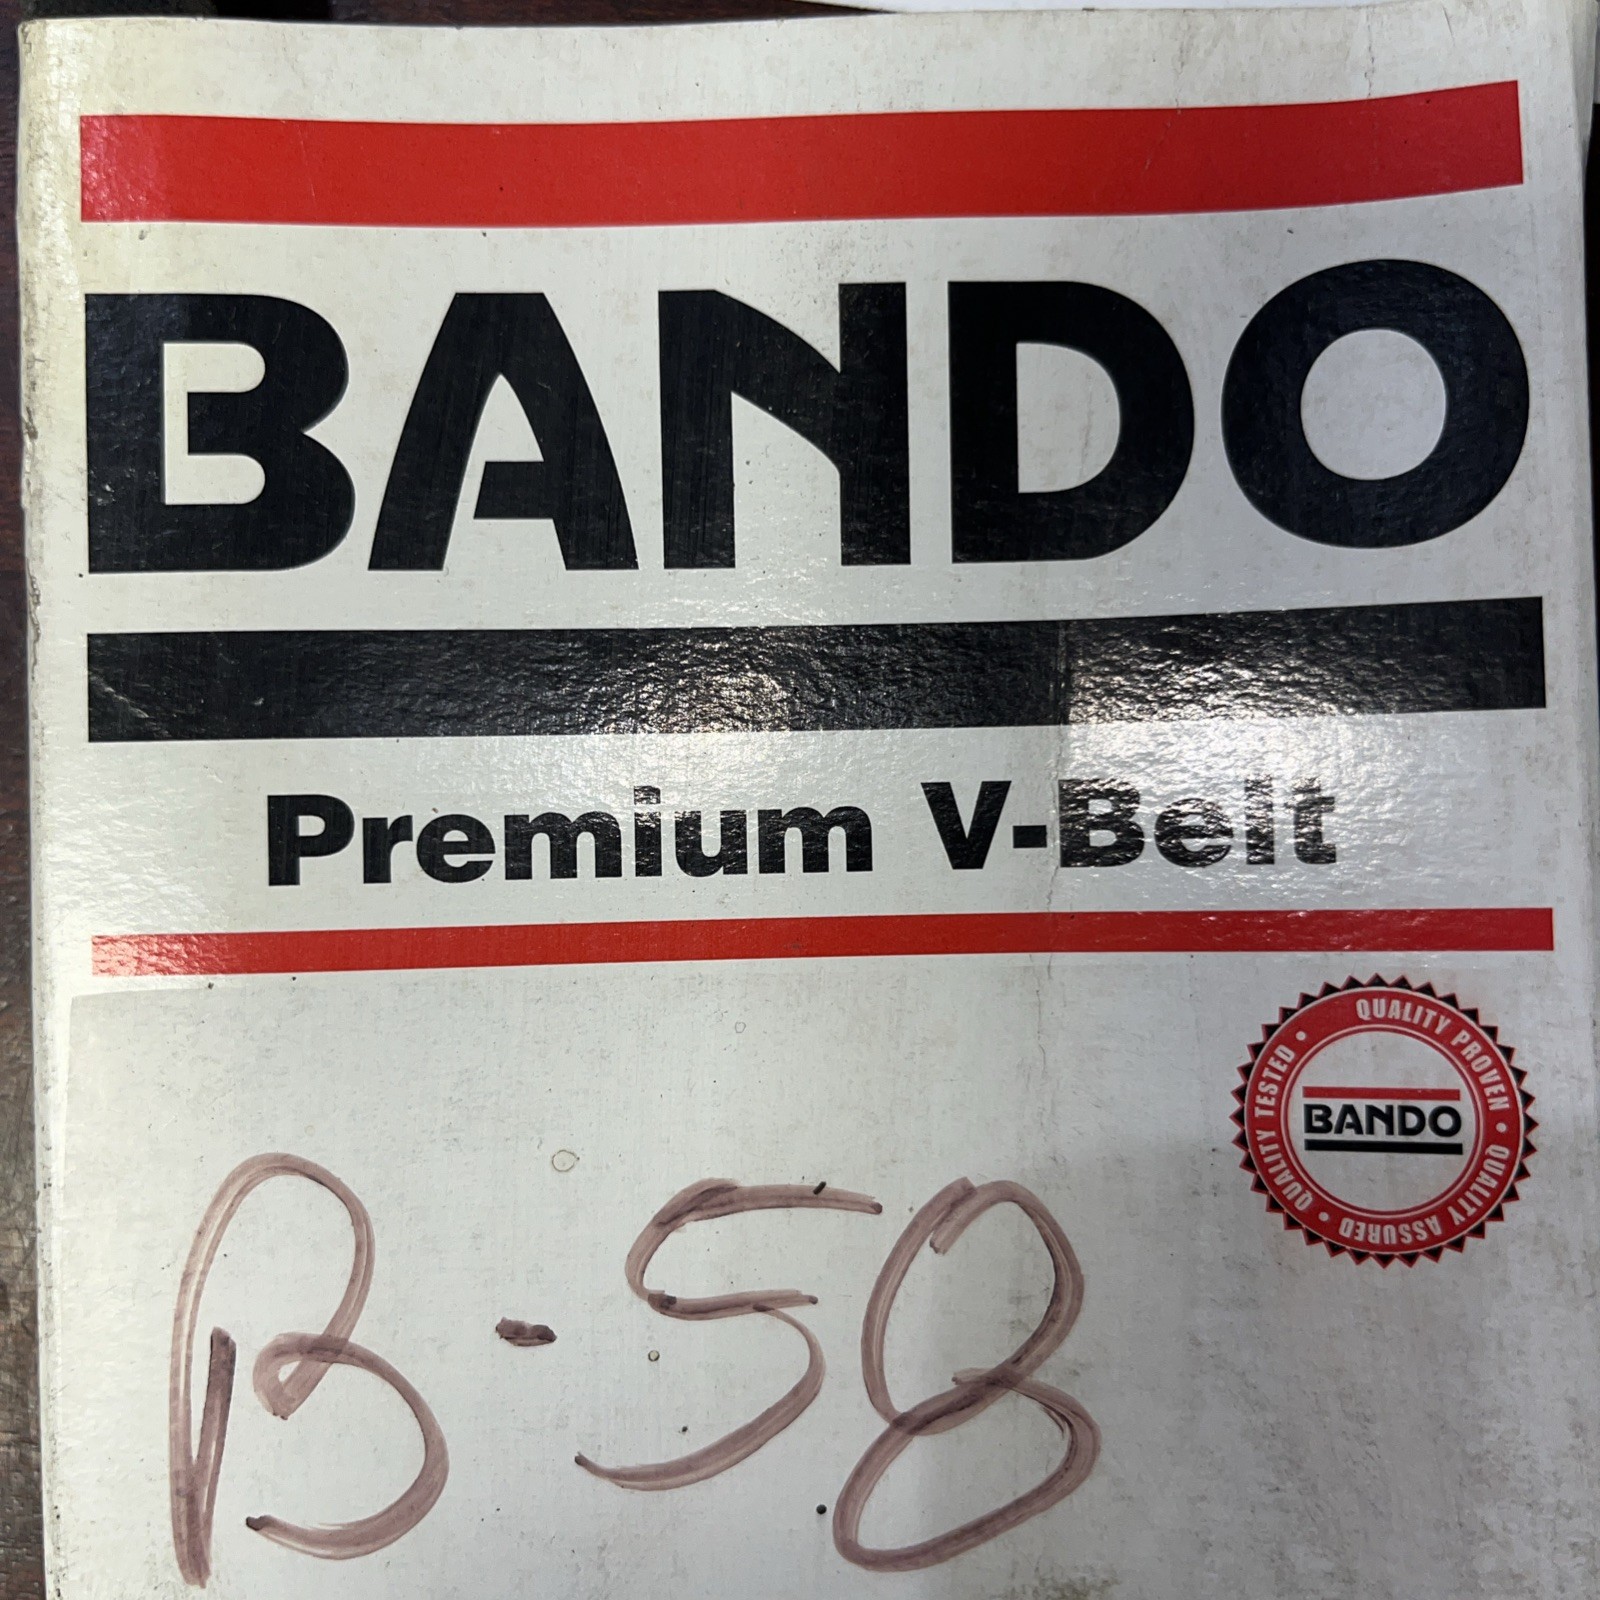 BANDO
Premium V-Belt
QUALITY PROVEN • QUALITY ASSURED • QUALITY TESTED •
BANDO
B-58